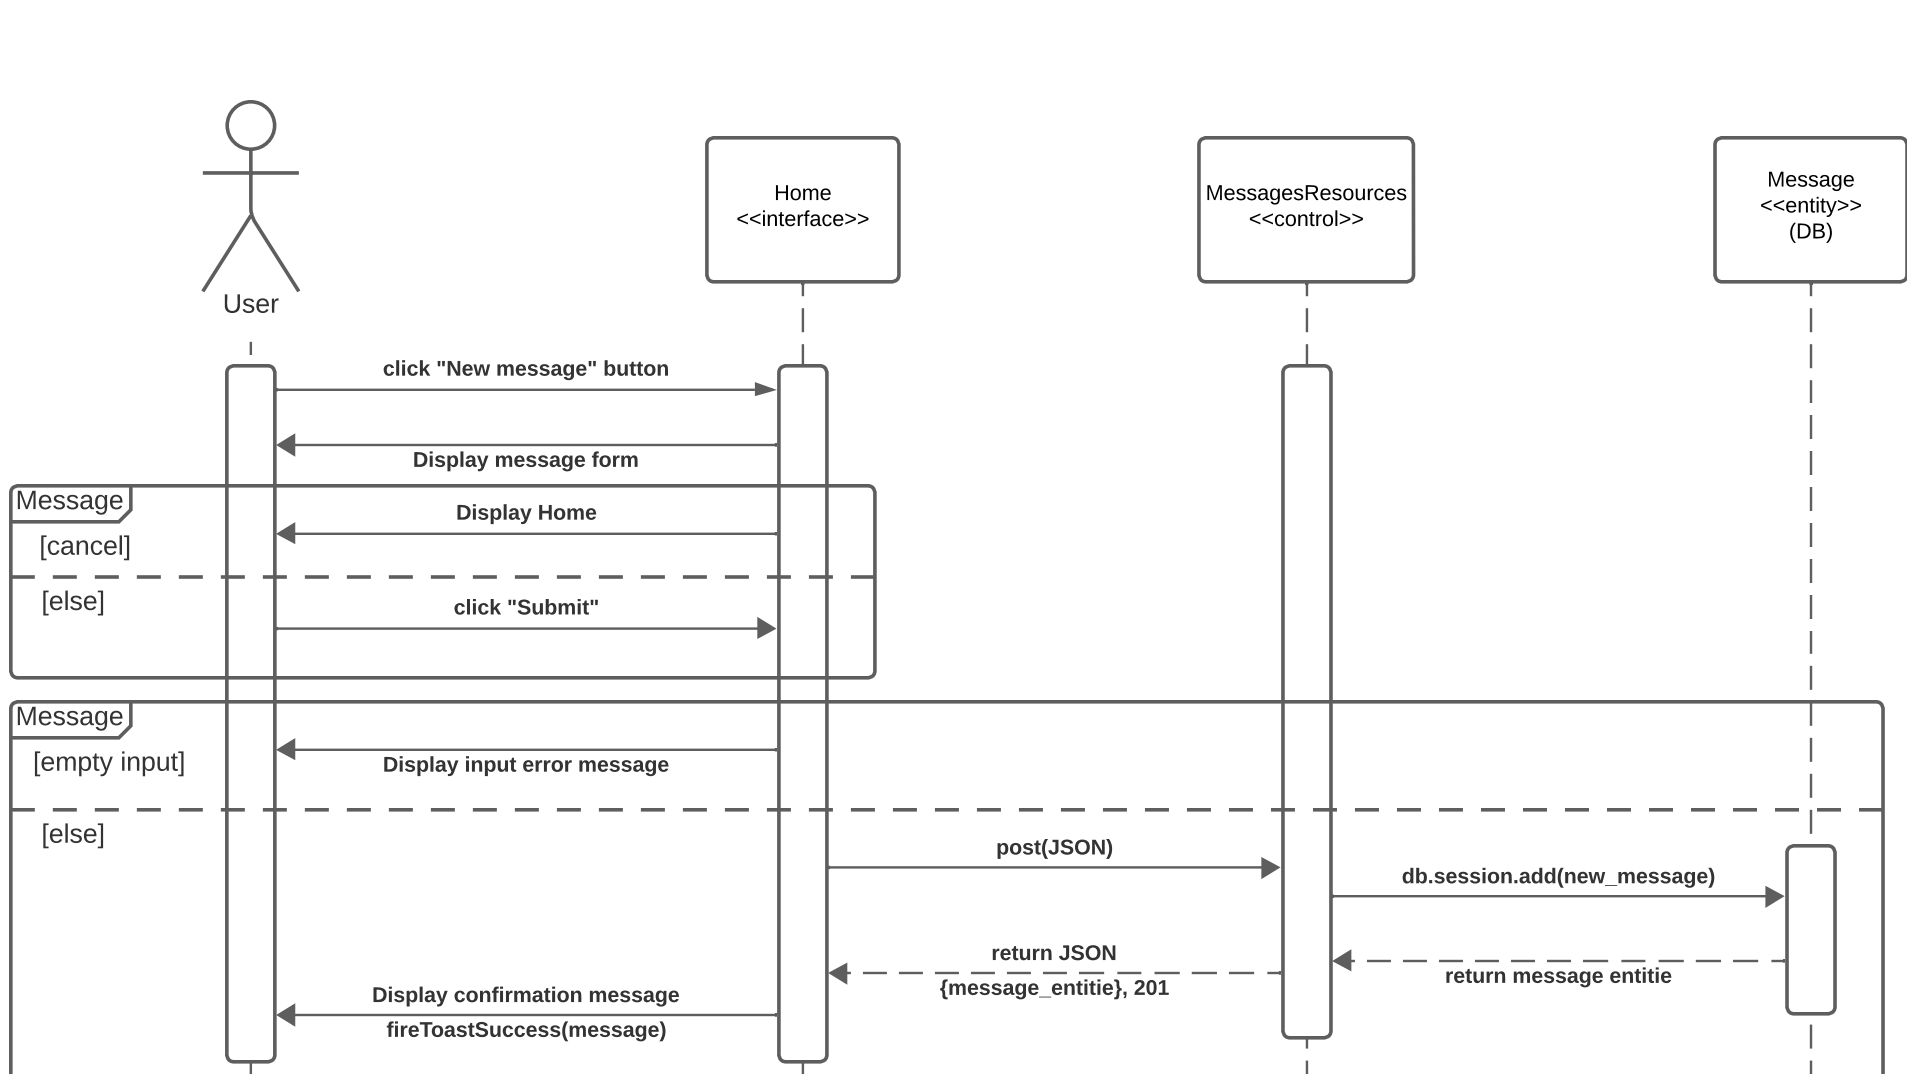 User
Home
<<interface>>
MessagesResources
<<control>>
Message
<<entity>>
(DB)
click "New message" button
Display message form
Message
Display Home
[cancel]
[else]
click "Submit"
Message
[empty input]
Display input error message
[else]
post(JSON)
db.session.add(new_message)
return message entitie
return JSON
{message_entitie}, 201
Display confirmation message
fireToastSuccess(message)